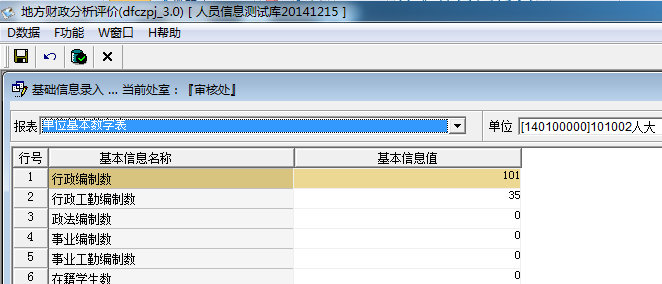 地方财政分析评价(dfczpj_3.0) [ 人员信息测试库20141215 ]
D数据 F功能 W窗口 H帮助
基础信息录入 ... 当前处室：『审核处』
报表 单位基本数字表 单位 [140100000]101002人大
行号 基本信息名称 基本信息值
1 行政编制数 101
2 行政工勤编制数 35
3 政法编制数 0
4 事业编制数 0
5 事业工勤编制数 0
6 在籍学生数 0